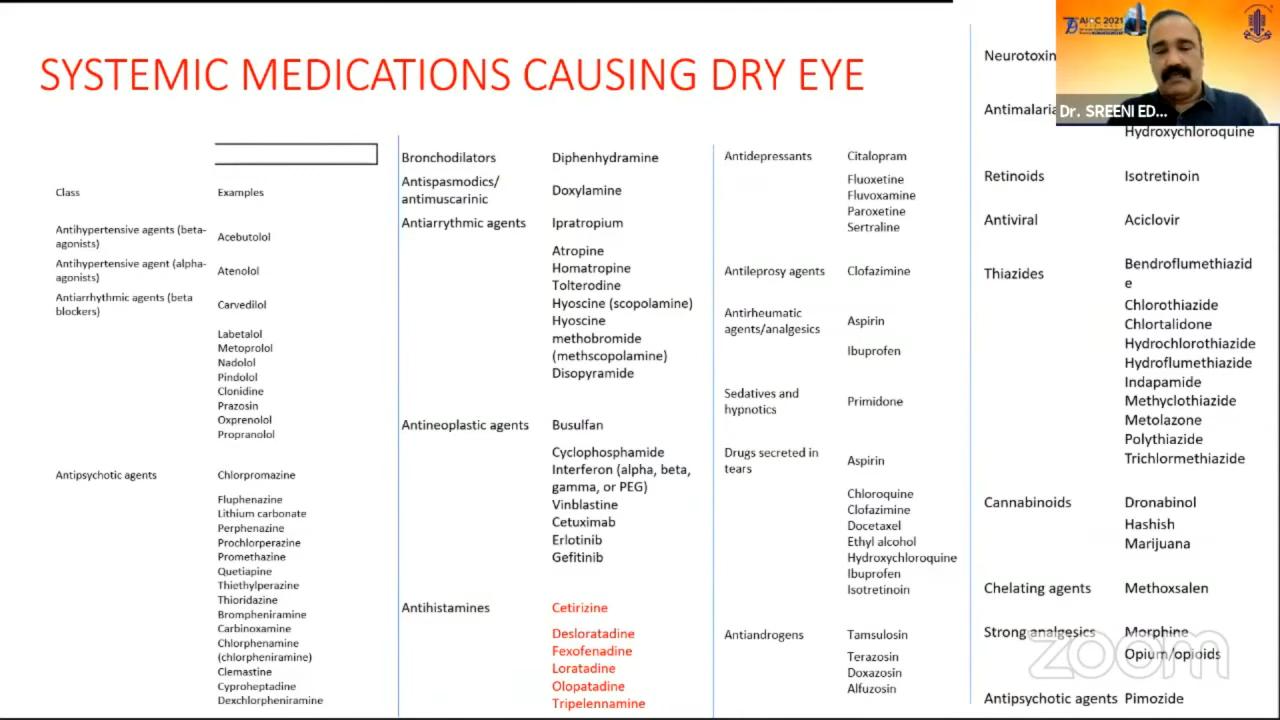 SYSTEMIC MEDICATIONS CAUSING DRY EYE
Class Examples
Antihypertensive agents (beta-
agonists)
Acebutolol
Antihypertensive agent (alpha-
agonists)
Atenolol
Antiarrhythmic agents (beta
blockers)
Carvedilol
Labetalol
Metoprolol
Nadolol
Pindolol
Clonidine
Prazosin
Oxprenolol
Propranolol
Antipsychotic agents Chlorpromazine
Fluphenazine
Lithium carbonate
Perphenazine
Prochlorperazine
Promethazine
Quetiapine
Thiethylperazine
Thioridazine
Brompheniramine
Carbinoxamine
Chlorphenamine
(chlorpheniramine)
Clemastine
Cyproheptadine
Dexchlorpheniramine
Bronchodilators Diphenhydramine
Antispasmodics/
antimuscarinic
Doxylamine
Antiarrythmic agents Ipratropium
Atropine
Homatropine
Tolterodine
Hyoscine (scopolamine)
Hyoscine
methobromide
(methscopolamine)
Disopyramide
Antineoplastic agents Busulfan
Cyclophosphamide
Interferon (alpha, beta,
gamma, or PEG)
Vinblastine
Cetuximab
Erlotinib
Gefitinib
Antihistamines Cetirizine
Desloratadine
Fexofenadine
Loratadine
Olopatadine
Tripelennamine
Antidepressants Citalopram
Fluoxetine
Fluvoxamine
Paroxetine
Sertraline
Antileprosy agents Clofazimine
Antirheumatic
agents/analgesics
Aspirin
Ibuprofen
Sedatives and
hypnotics
Primidone
Drugs secreted in
tears
Aspirin
Chloroquine
Clofazimine
Docetaxel
Ethyl alcohol
Hydroxychloroquine
Ibuprofen
Isotretinoin
Antiandrogens Tamsulosin
Terazosin
Doxazosin
Alfuzosin
Neurotoxin
Antimalaria
Hydroxychloroquine
Retinoids Isotretinoin
Antiviral Aciclovir
Thiazides
Bendroflumethiazid
e
Chlorothiazide
Chlortalidone
Hydrochlorothiazide
Hydroflumethiazide
Indapamide
Methyclothiazide
Metolazone
Polythiazide
Trichlormethiazide
Cannabinoids Dronabinol
Hashish
Marijuana
Chelating agents Methoxsalen
Strong analgesics Morphine
Opium/opioids
Antipsychotic agents Pimozide
AIOC 2021
Dr. SREENI ED...
zoom